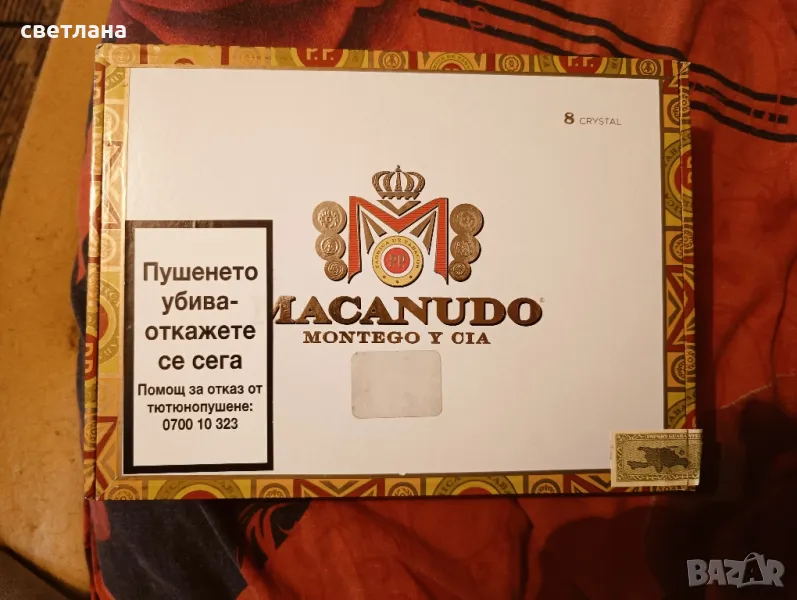 светлана
8 CRYSTAL
MACANUDO
MONTEGO Y CIA
Пушенето
убива-
откажете
се сега
Помощ за отказ от
тютюнопушене:
0700 10 323
BAZAR